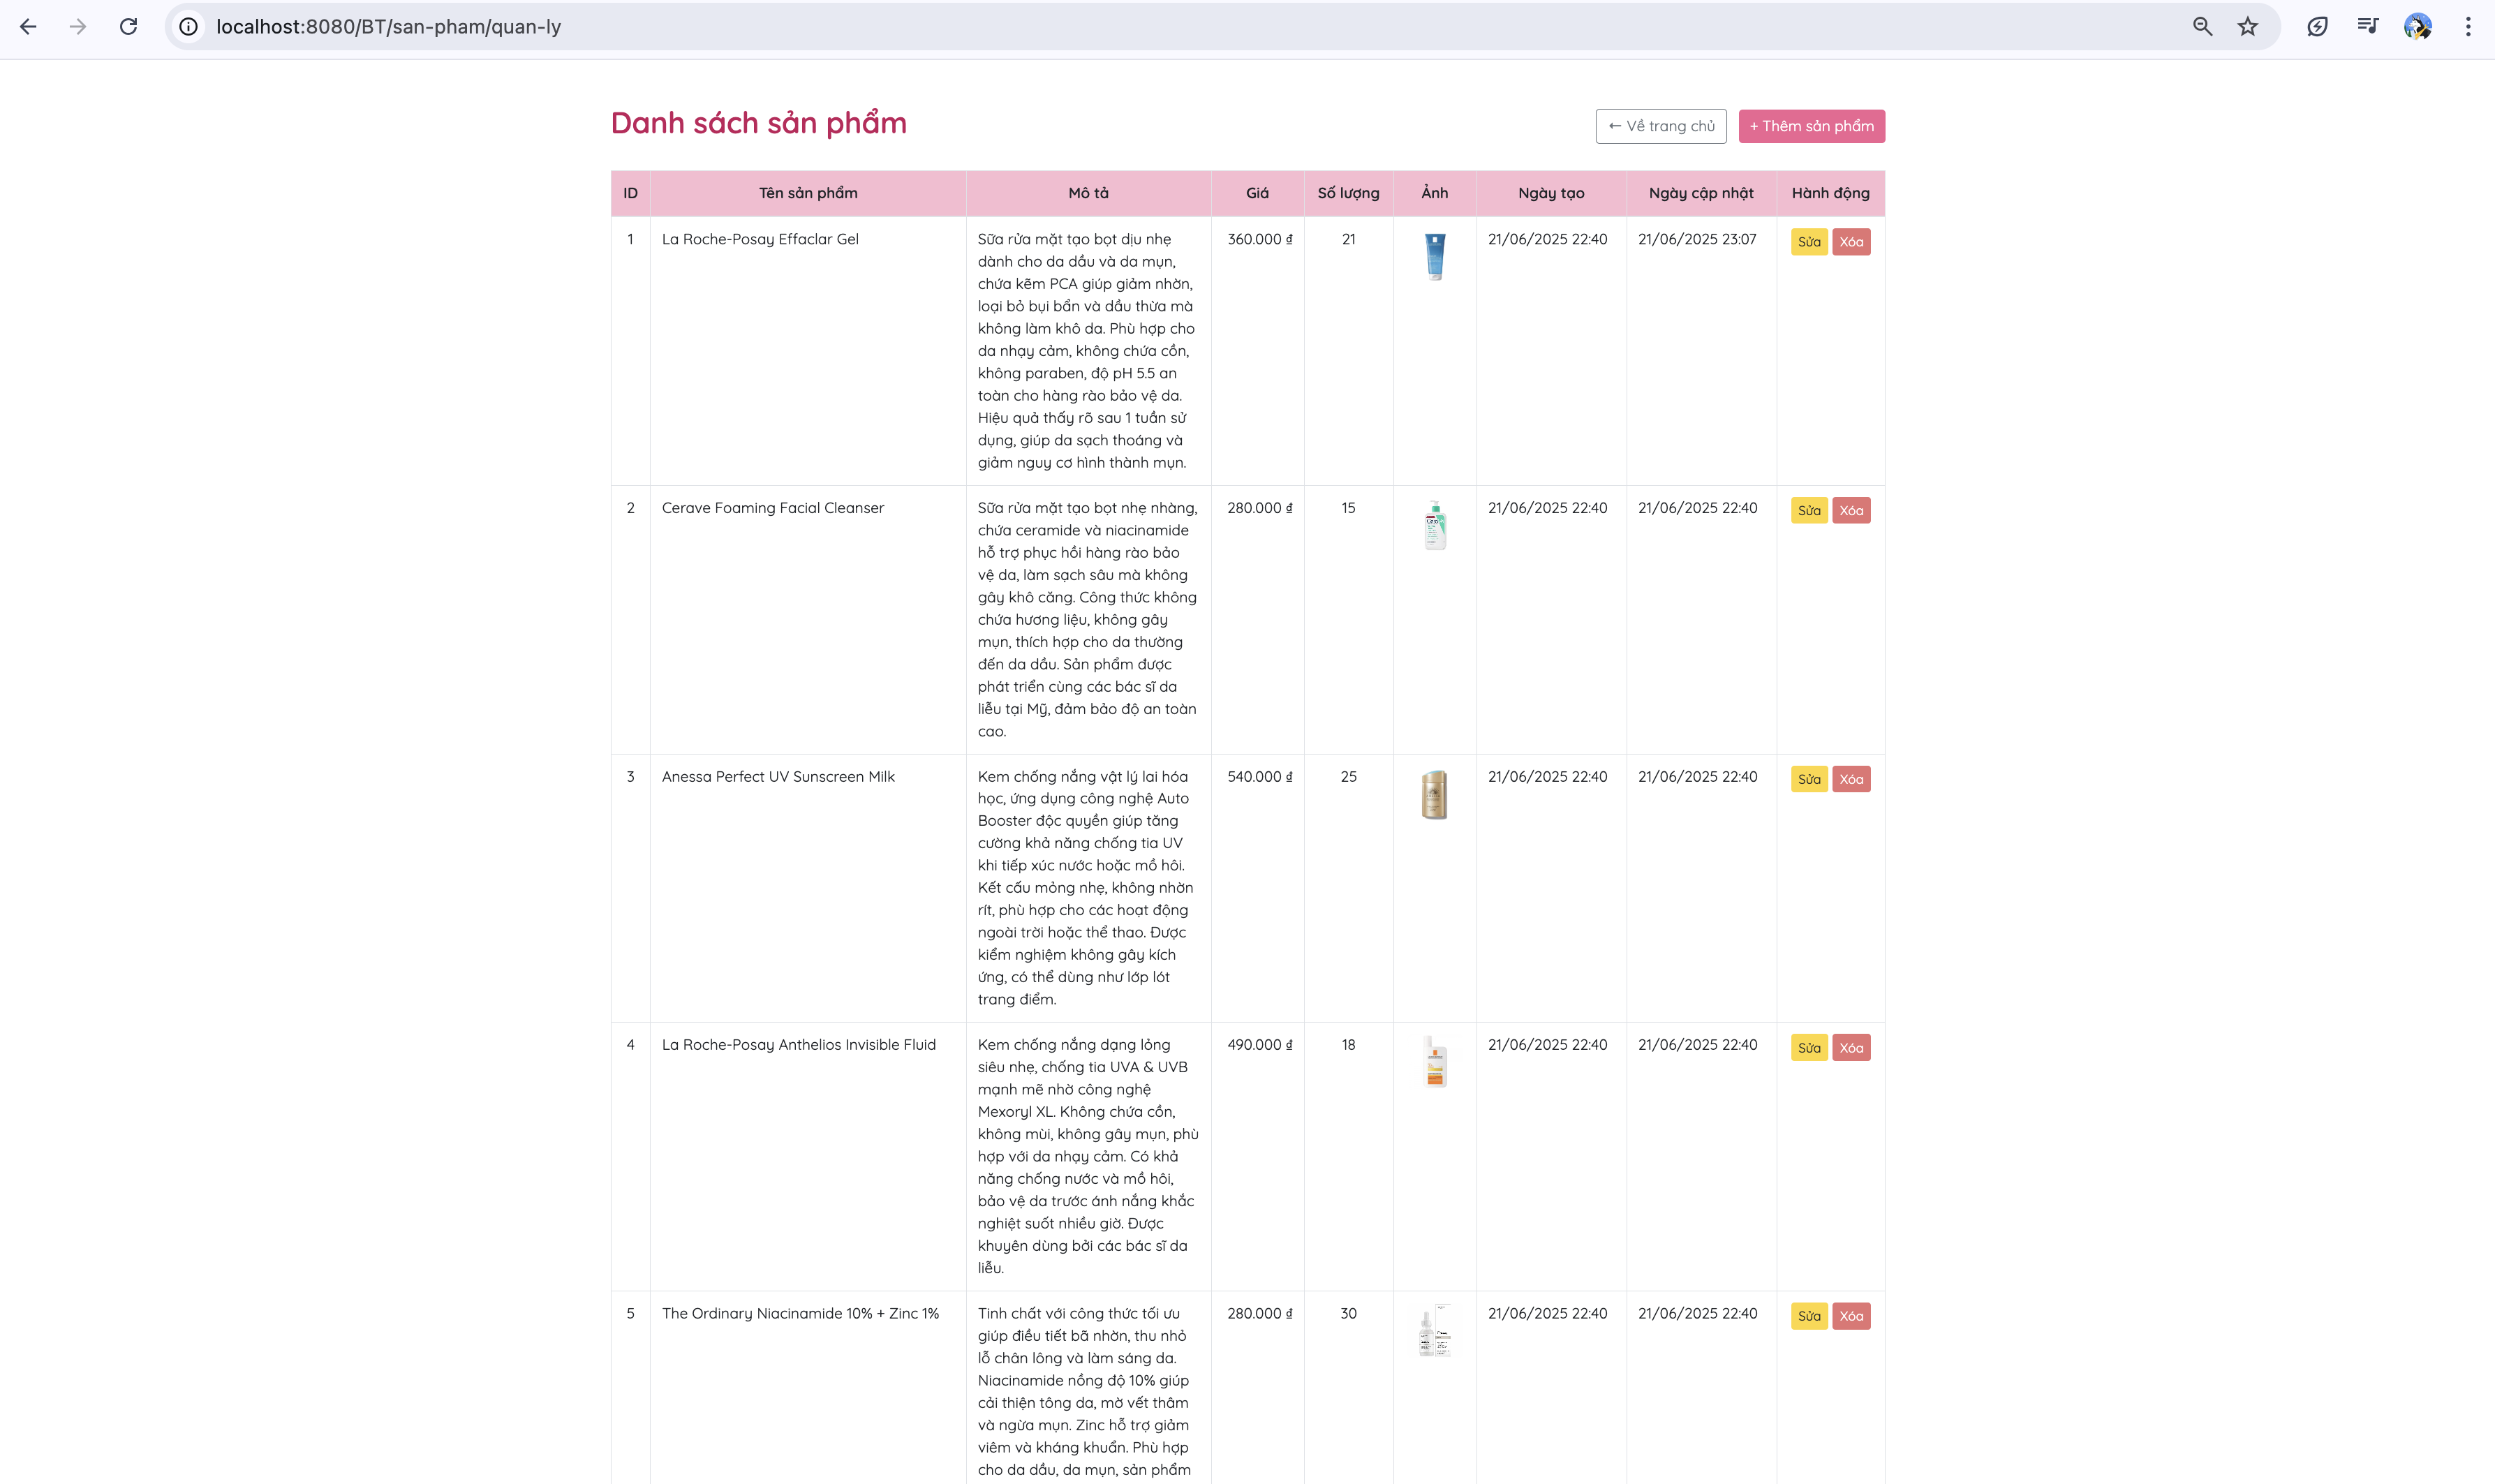 localhost:8080/BT/san-pham/quan-ly
Danh sách sản phẩm
← Về trang chủ
+ Thêm sản phẩm
ID Tên sản phẩm Mô tả Giá Số lượng Ảnh Ngày tạo Ngày cập nhật Hành động
1 La Roche-Posay Effaclar Gel Sữa rửa mặt tạo bọt dịu nhẹ 360.000 ₫ 21 21/06/2025 22:40 21/06/2025 23:07 Sửa Xóa
dành cho da dầu và da mụn,
chứa kẽm PCA giúp giảm nhờn,
loại bỏ bụi bẩn và dầu thừa mà
không làm khô da. Phù hợp cho
da nhạy cảm, không chứa cồn,
không paraben, độ pH 5.5 an
toàn cho hàng rào bảo vệ da.
Hiệu quả thấy rõ sau 1 tuần sử
dụng, giúp da sạch thoáng và
giảm nguy cơ hình thành mụn.
2 Cerave Foaming Facial Cleanser Sữa rửa mặt tạo bọt nhẹ nhàng, 280.000 ₫ 15 21/06/2025 22:40 21/06/2025 22:40 Sửa Xóa
chứa ceramide và niacinamide
hỗ trợ phục hồi hàng rào bảo
vệ da, làm sạch sâu mà không
gây khô căng. Công thức không
chứa hương liệu, không gây
mụn, thích hợp cho da thường
đến da dầu. Sản phẩm được
phát triển cùng các bác sĩ da
liễu tại Mỹ, đảm bảo độ an toàn
cao.
3 Anessa Perfect UV Sunscreen Milk Kem chống nắng vật lý lai hóa 540.000 ₫ 25 21/06/2025 22:40 21/06/2025 22:40 Sửa Xóa
học, ứng dụng công nghệ Auto
Booster độc quyền giúp tăng
cường khả năng chống tia UV
khi tiếp xúc nước hoặc mồ hôi.
Kết cấu mỏng nhẹ, không nhờn
rít, phù hợp cho các hoạt động
ngoài trời hoặc thể thao. Được
kiểm nghiệm không gây kích
ứng, có thể dùng như lớp lót
trang điểm.
4 La Roche-Posay Anthelios Invisible Fluid Kem chống nắng dạng lỏng 490.000 ₫ 18 21/06/2025 22:40 21/06/2025 22:40 Sửa Xóa
siêu nhẹ, chống tia UVA & UVB
mạnh mẽ nhờ công nghệ
Mexoryl XL. Không chứa cồn,
không mùi, không gây mụn, phù
hợp với da nhạy cảm. Có khả
năng chống nước và mồ hôi,
bảo vệ da trước ánh nắng khắc
nghiệt suốt nhiều giờ. Được
khuyên dùng bởi các bác sĩ da
liễu.
5 The Ordinary Niacinamide 10% + Zinc 1% Tinh chất với công thức tối ưu 280.000 ₫ 30 21/06/2025 22:40 21/06/2025 22:40 Sửa Xóa
giúp điều tiết bã nhờn, thu nhỏ
lỗ chân lông và làm sáng da.
Niacinamide nồng độ 10% giúp
cải thiện tông da, mờ vết thâm
và ngừa mụn. Zinc hỗ trợ giảm
viêm và kháng khuẩn. Phù hợp
cho da dầu, da mụn, sản phẩm